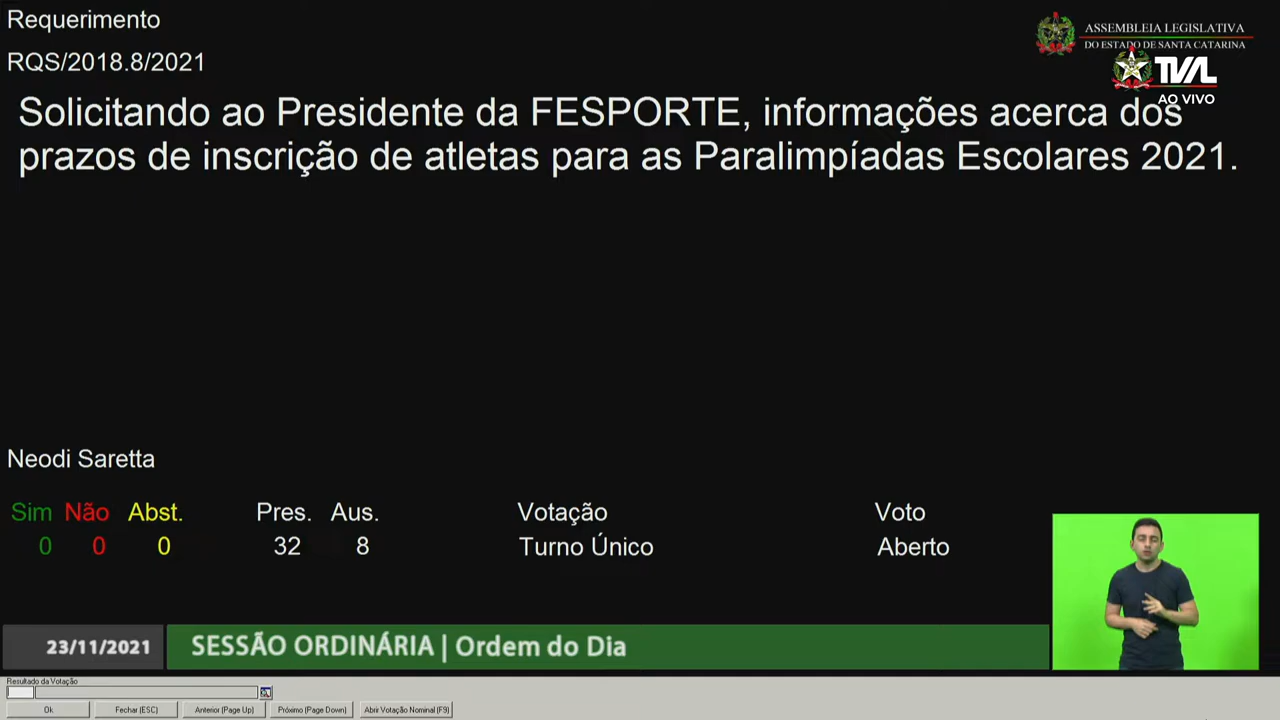 Requerimento
RQS/2018.8/2021
ASSEMBLEIA LEGISLATIVA
DO ESTADO DE SANTA CATARINA
TVAL
AO VIVO
Solicitando ao Presidente da FESPORTE, informações acerca dos
prazos de inscrição de atletas para as Paralimpíadas Escolares 2021.
Neodi Saretta
Sim Não Abst. Pres. Aus. Votação Voto
0 0 0 32 8 Turno Único Aberto
23/11/2021 SESSÃO ORDINÁRIA | Ordem do Dia
Resultado da Votação
Ok Fechar (ESC) Anterior (Page Up) Próximo (Page Down) Abrir Votação Nominal (F9)